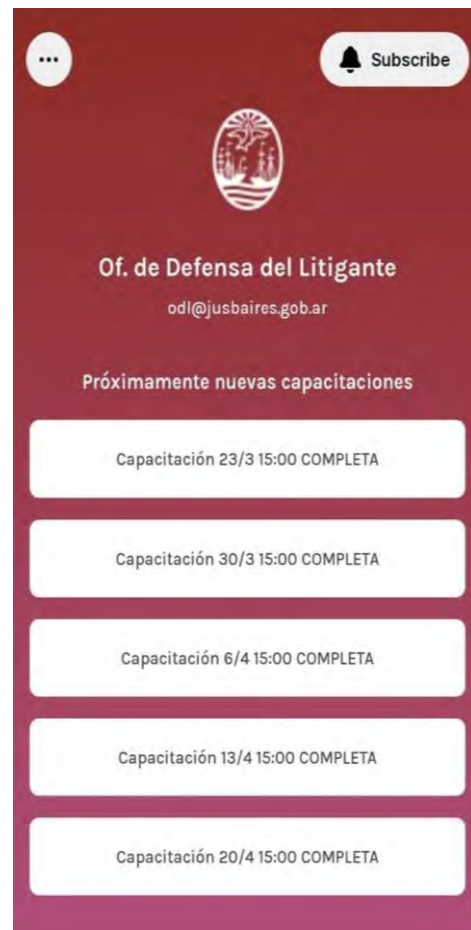 ...
Subscribe
Of. de Defensa del Litigante
odl@jusbaires.gob.ar
Próximamente nuevas capacitaciones
Capacitación 23/3 15:00 COMPLETA
Capacitación 30/3 15:00 COMPLETA
Capacitación 6/4 15:00 COMPLETA
Capacitación 13/4 15:00 COMPLETA
Capacitación 20/4 15:00 COMPLETA